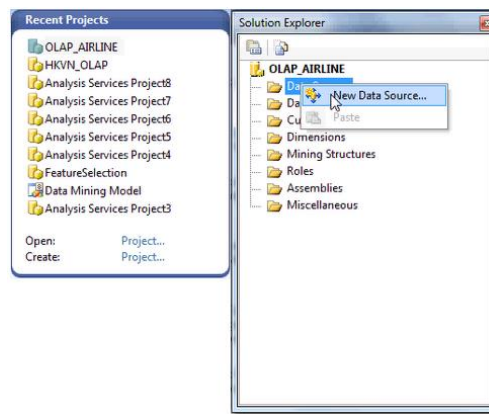 Recent Projects
OLAP_AIRLINE
HKVN_OLAP
Analysis Services Project8
Analysis Services Project7
Analysis Services Project6
Analysis Services Project5
Analysis Services Project4
FeatureSelection
Data Mining Model
Analysis Services Project3
Open: Project...
Create: Project...
Solution Explorer
OLAP_AIRLINE
New Data Source...
Da
Paste
Cu
Dimensions
Mining Structures
Roles
Assemblies
Miscellaneous